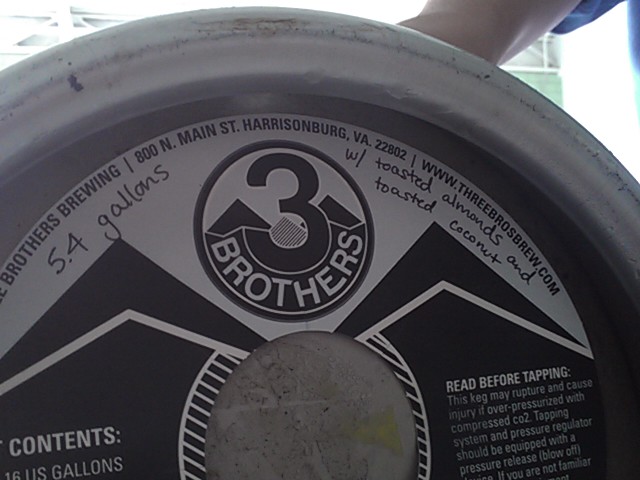 BROTHERS BREWING | 800 N. MAIN ST. HARRISONBURG, VA. 22802 | WWW.THREEBROSBREW.COM
5.4 gallons
3
BROTHERS
w/ toasted almonds and
toasted coconut
CONTENTS:
16 US GALLONS
READ BEFORE TAPPING:
This keg may rupture and cause
injury if over-pressurized with
compressed co2. Tapping
system and pressure regulator
should be equipped with a
pressure release (blow off)
If you are not familiar